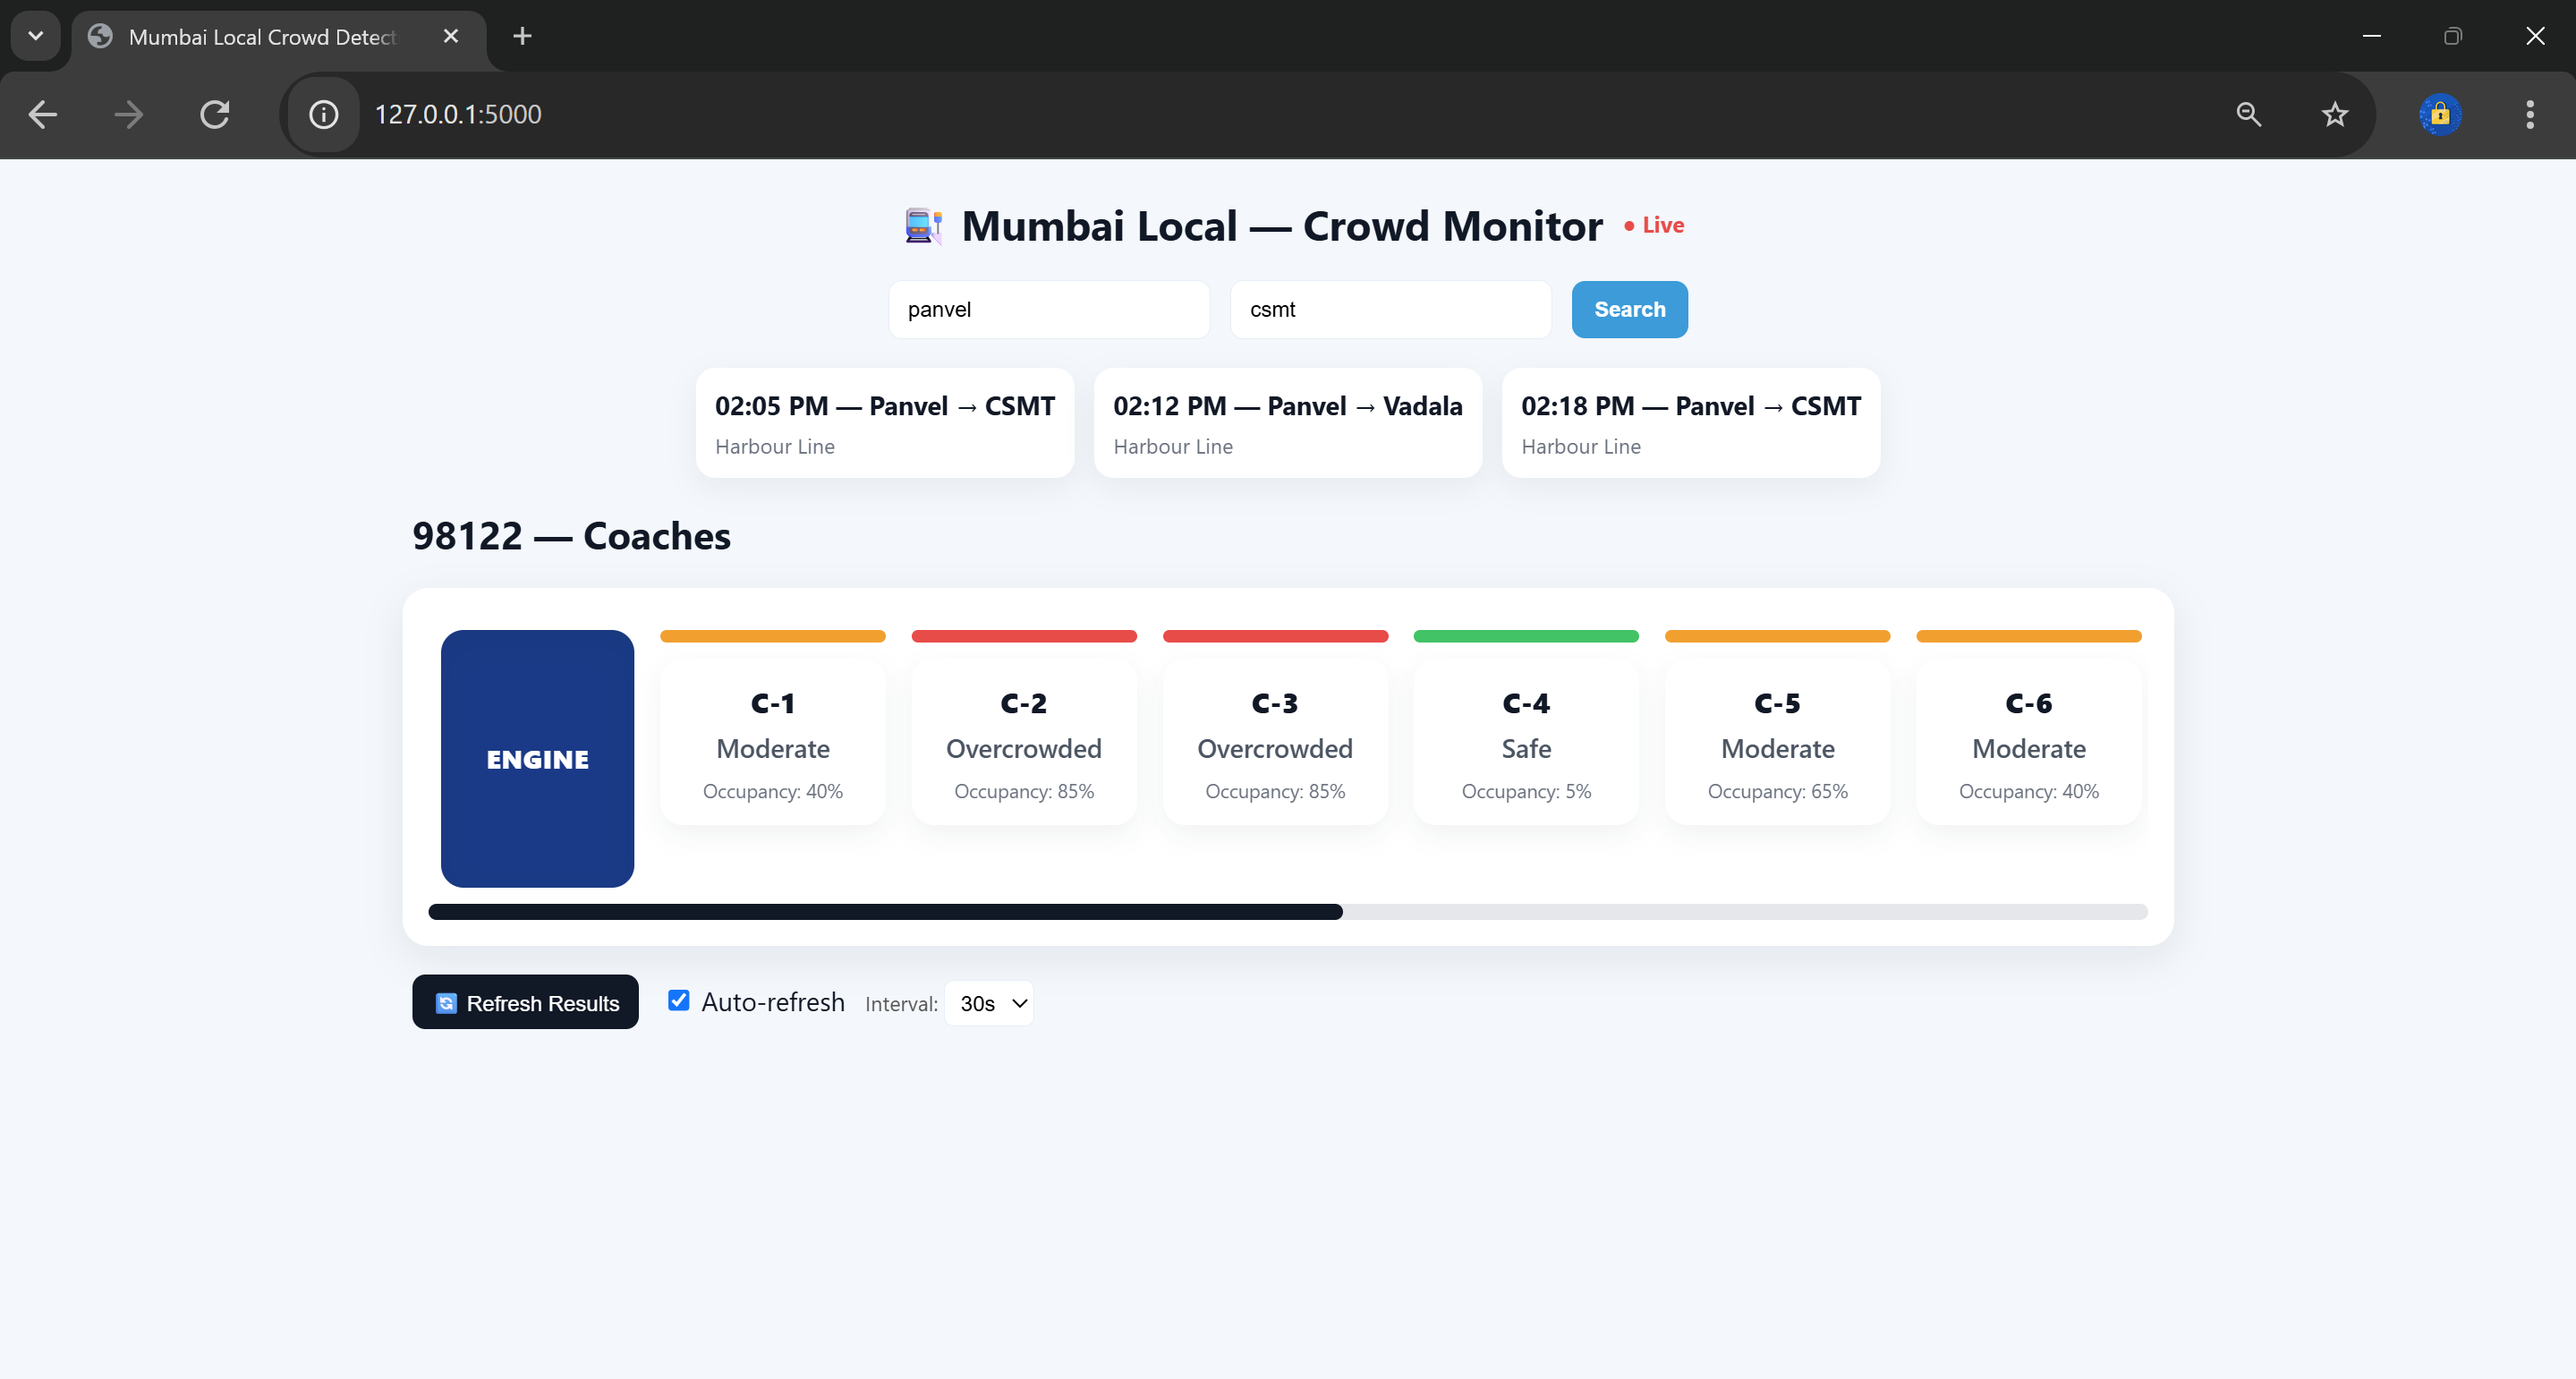 Mumbai Local Crowd Detect
127.0.0.1:5000
Mumbai Local — Crowd Monitor • Live
panvel csmt Search
02:05 PM — Panvel → CSMT
Harbour Line
02:12 PM — Panvel → Vadala
Harbour Line
02:18 PM — Panvel → CSMT
Harbour Line
98122 — Coaches
ENGINE
C-1
Moderate
Occupancy: 40%
C-2
Overcrowded
Occupancy: 85%
C-3
Overcrowded
Occupancy: 85%
C-4
Safe
Occupancy: 5%
C-5
Moderate
Occupancy: 65%
C-6
Moderate
Occupancy: 40%
Refresh Results Auto-refresh Interval: 30s